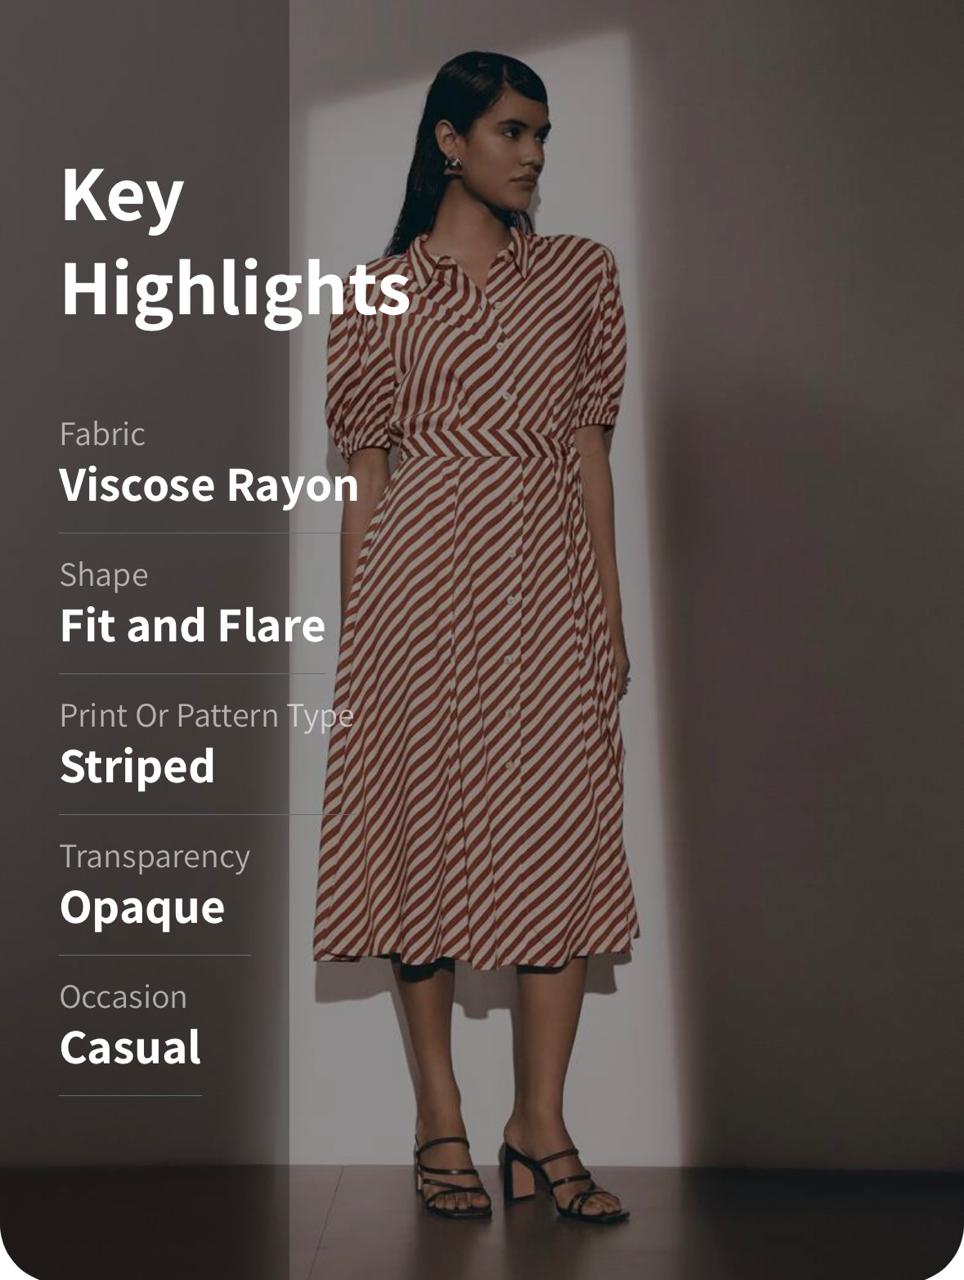 Key
Highlights
Fabric
Viscose Rayon
Shape
Fit and Flare
Print Or Pattern Type
Striped
Transparency
Opaque
Occasion
Casual